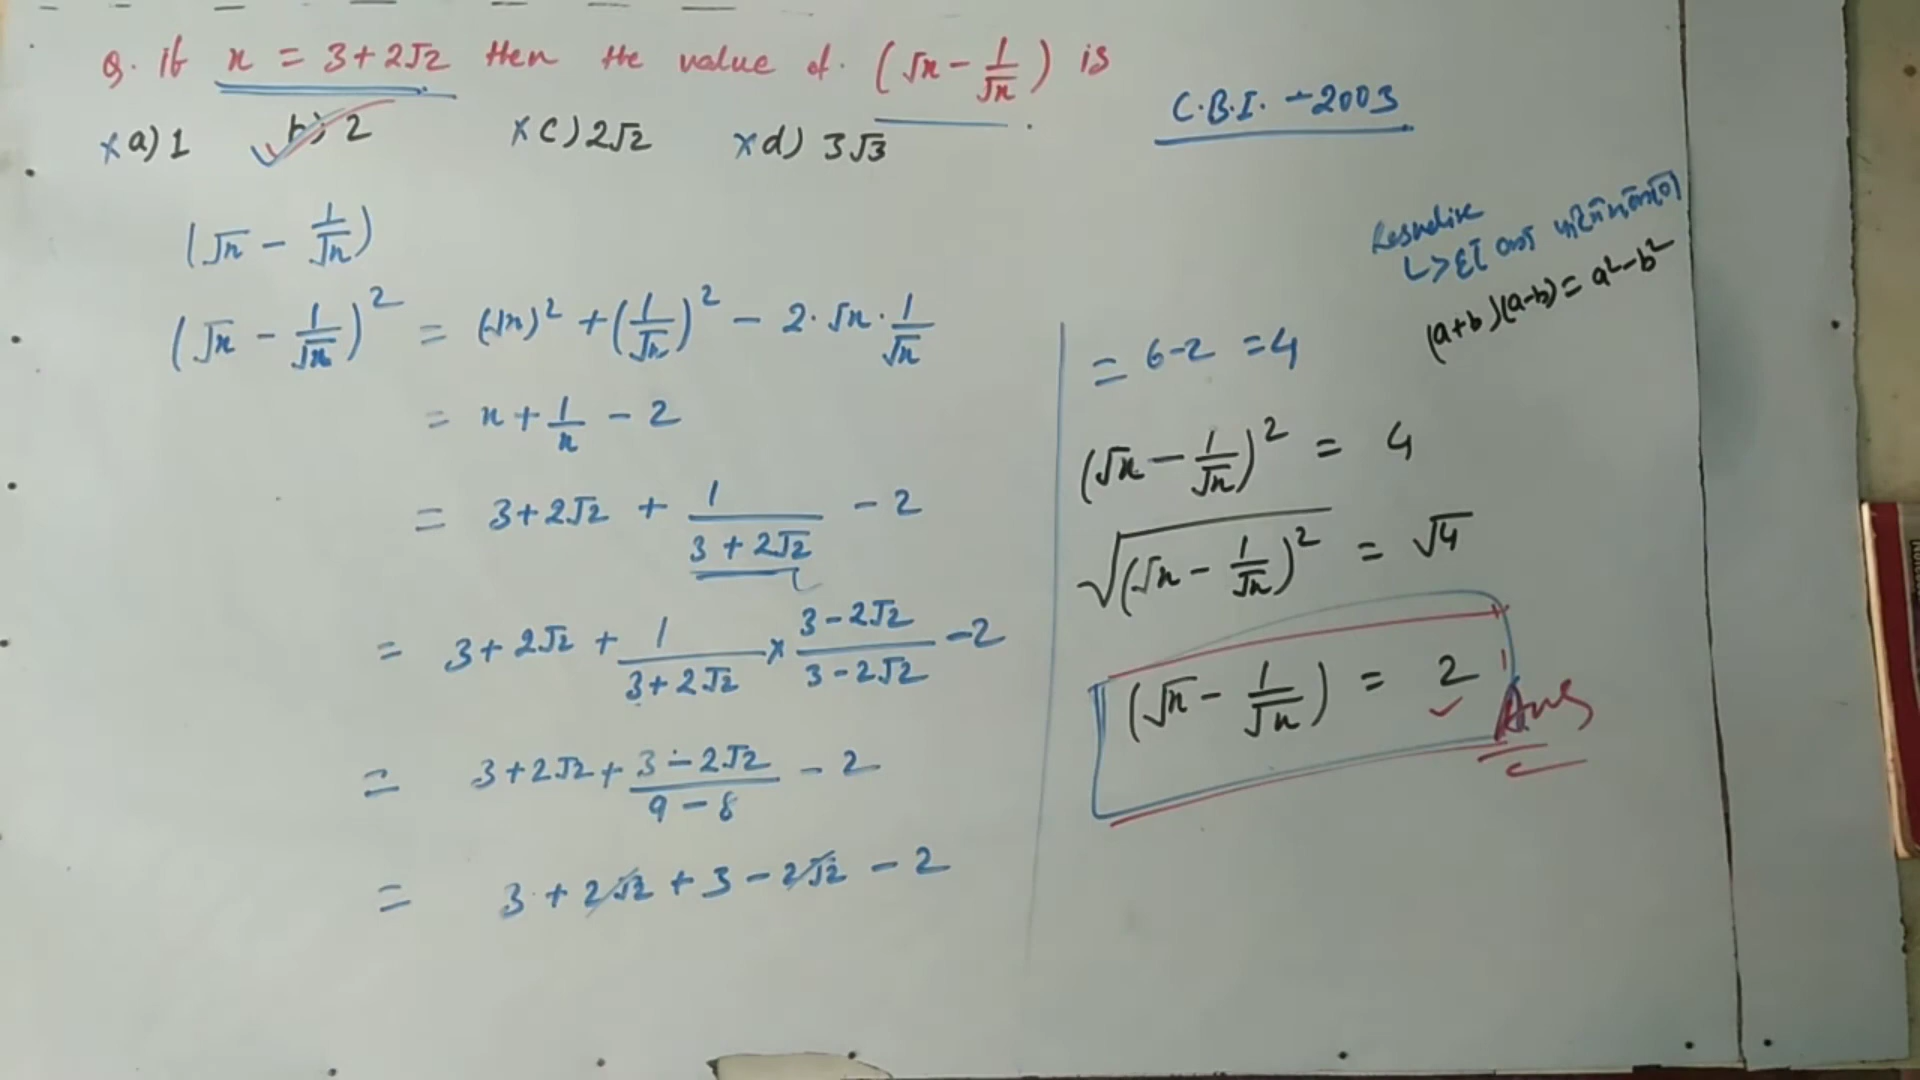 Q. if x = 3+2√2 then the value of. (√x - 1/√x) is
C.B.I. - 2003
x a) 1 b) 2 x c) 2√2 x d) 3√3
(√x - 1/√x)
(√x - 1/√x)² = (√x)² + (1/√x)² - 2·√x·1/√x
= x + 1/x - 2
= 3+2√2 + 1/(3+2√2) - 2
= 3+2√2 + 1/(3+2√2) × (3-2√2)/(3-2√2) - 2
= 3+2√2 + (3-2√2)/(9-8) - 2
= 3 + 2√2 + 3 - 2√2 - 2
(a+b)(a-b) = a²-b²
= 6-2 = 4
(√x - 1/√x)² = 4
√(√x - 1/√x)² = √4
(√x - 1/√x) = 2 Ans